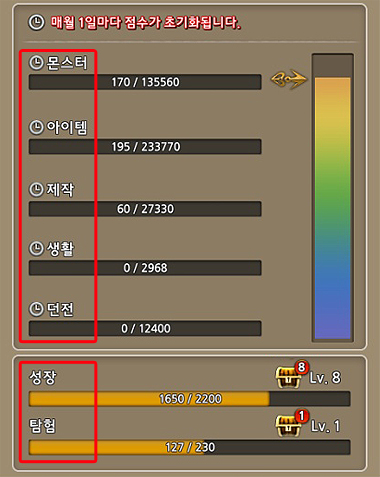 매월 1일마다 점수가 초기화됩니다.
몬스터
170 / 135560
아이템
195 / 233770
제작
60 / 27330
생활
0 / 2968
던전
0 / 12400
성장 8 Lv. 8
1650 / 2200
탐험 1 Lv. 1
127 / 230